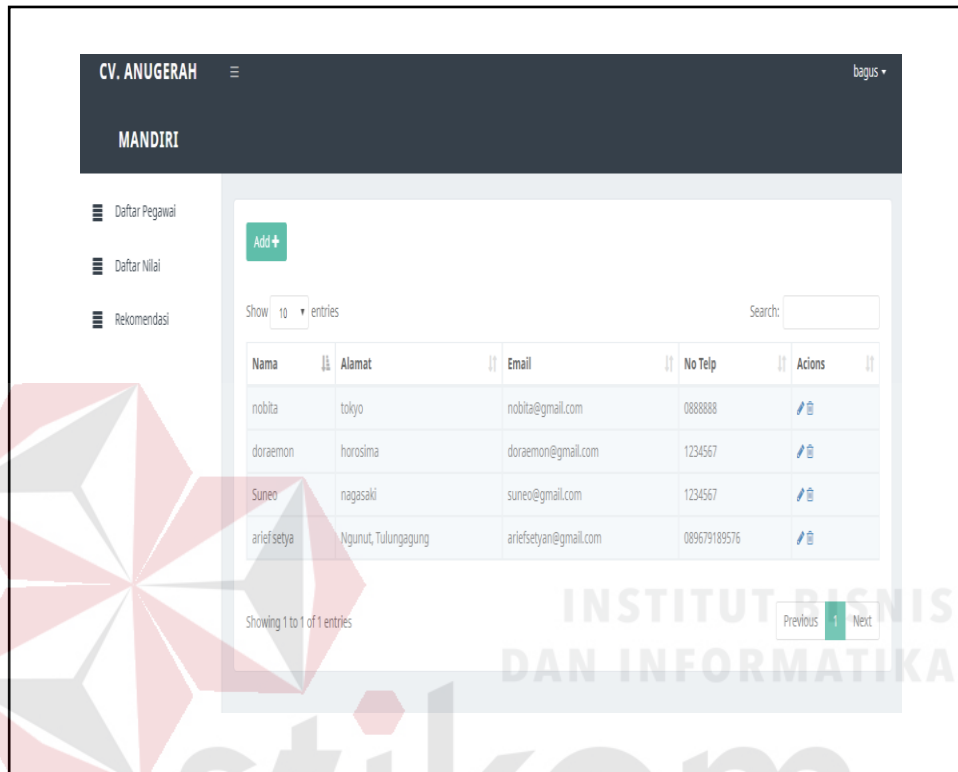 CV. ANUGERAH bagus
MANDIRI
Daftar Pegawai
Daftar Nilai
Rekomendasi
Add +
Show 10 entries Search:
Nama Alamat Email No Telp Acions
nobita tokyo nobita@gmail.com 0888888
doraemon horosima doraemon@gmail.com 1234567
Suneo nagasaki suneo@gmail.com 1234567
arief setya Ngunut, Tulungagung ariefsetyan@gmail.com 089679189576
Showing 1 to 1 of 1 entries Previous 1 Next
INSTITUT BISNIS
DAN INFORMATIKA
stikom